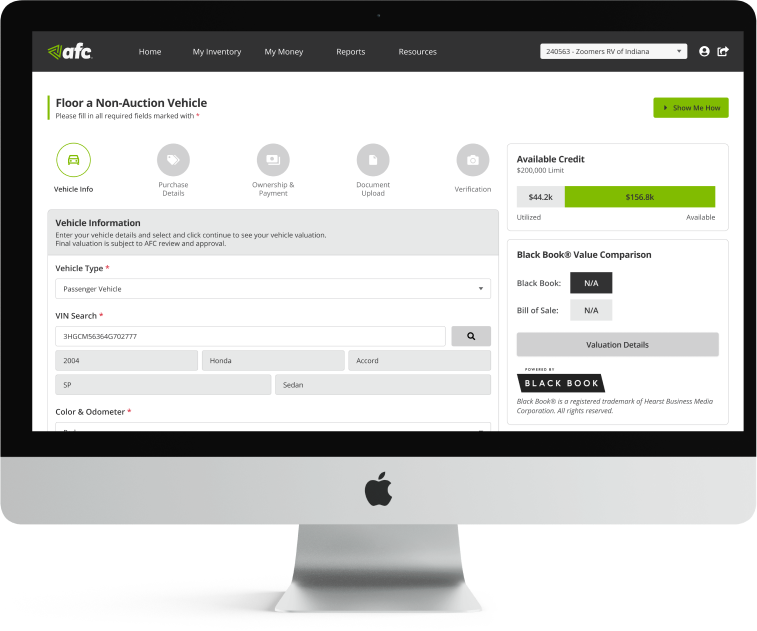 afc
Home
My Inventory
My Money
Reports
Resources
240563 - Zoomers RV of Indiana
Floor a Non-Auction Vehicle
Please fill in all required fields marked with *
Show Me How
Vehicle Info
Purchase
Details
Ownership &
Payment
Document
Upload
Verification
Vehicle Information
Enter your vehicle details and select and click continue to see your vehicle valuation.
Final valuation is subject to AFC review and approval.
Vehicle Type *
Passenger Vehicle
VIN Search *
3HGCM56364G702777
2004
Honda
Accord
SP
Sedan
Color & Odometer *
Available Credit
$200,000 Limit
$44.2k
$156.8k
Utilized
Available
Black Book® Value Comparison
Black Book:
N/A
Bill of Sale:
N/A
Valuation Details
POWERED BY
BLACK BOOK
Black Book® is a registered trademark of Hearst Business Media
Corporation. All rights reserved.